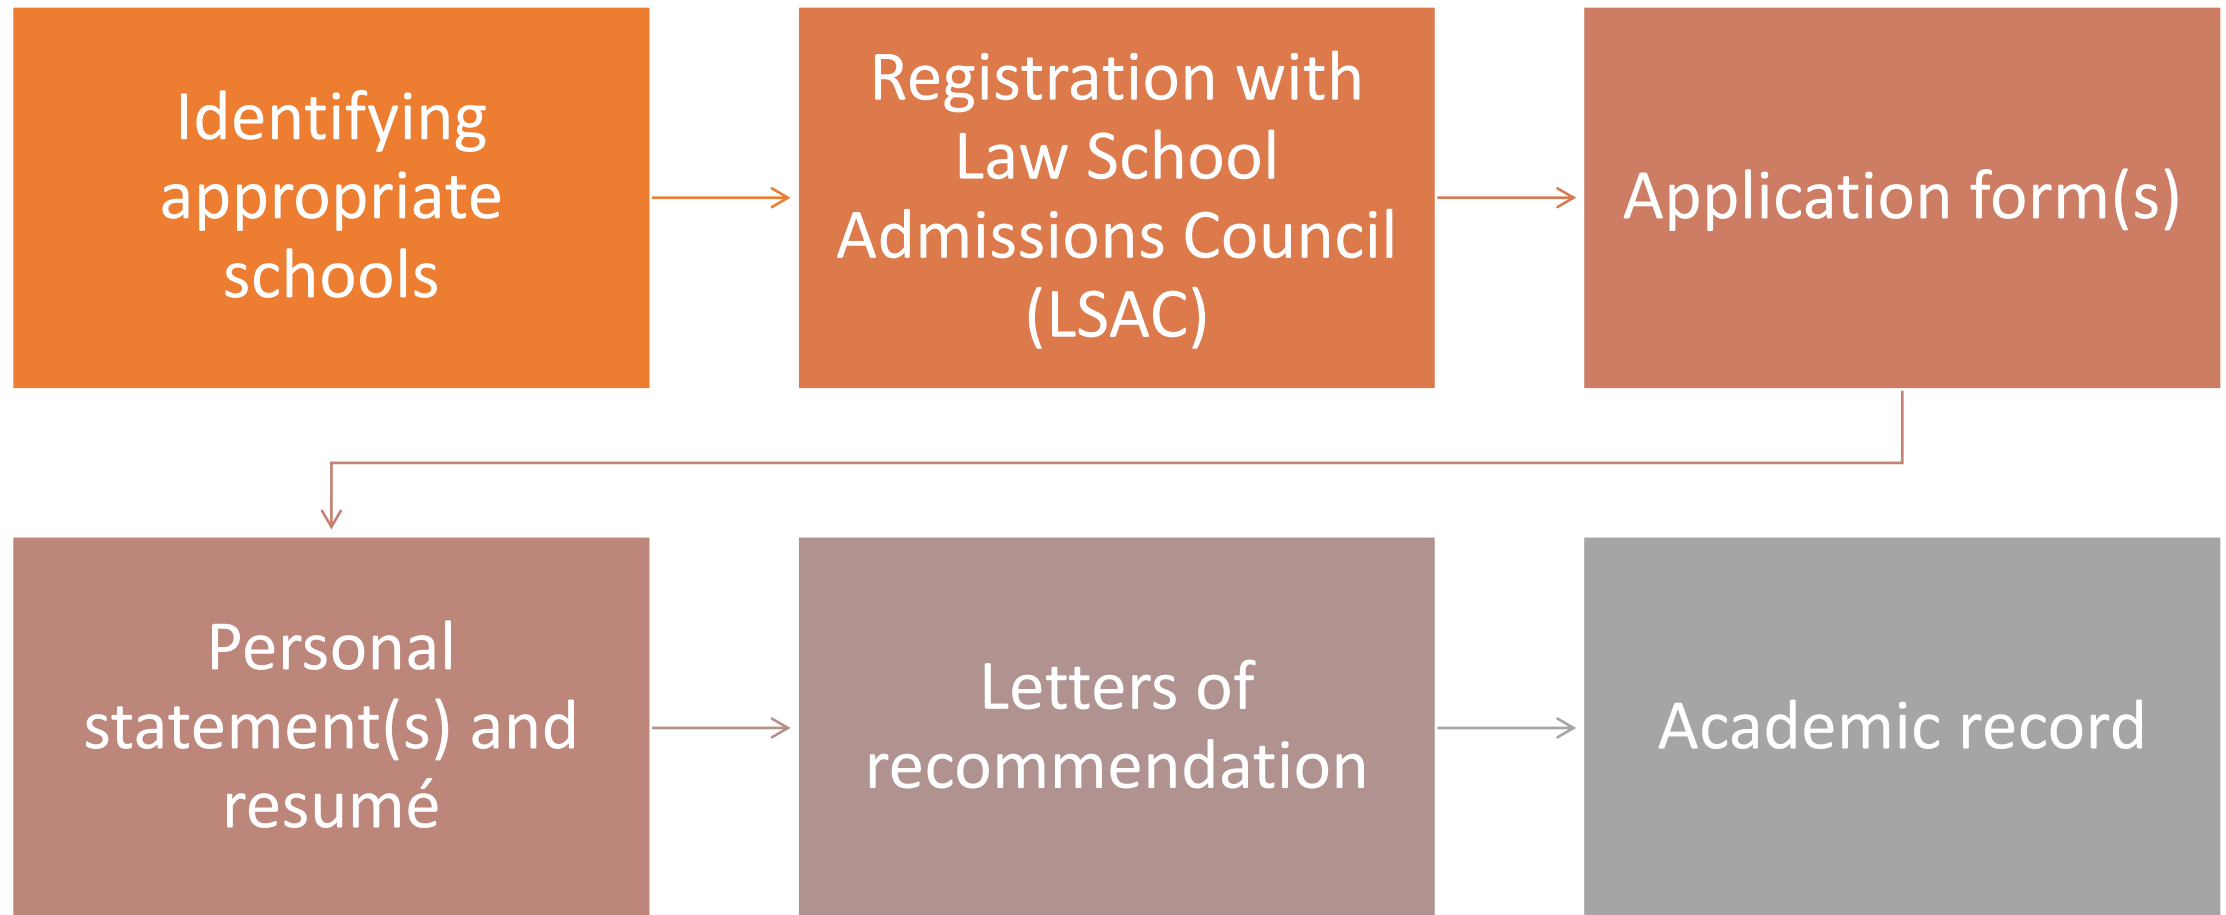 Identifying
appropriate
schools
Registration with
Law School
Admissions Council
(LSAC)
Application form(s)
Personal
statement(s) and
resumé
Letters of
recommendation
Academic record